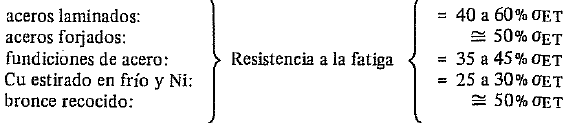 aceros laminados: = 40 a 60% σET
aceros forjados: ≅ 50% σET
fundiciones de acero: Resistencia a la fatiga = 35 a 45% σET
Cu estirado en frío y Ni: = 25 a 30% σET
bronce recocido: ≅ 50% σET